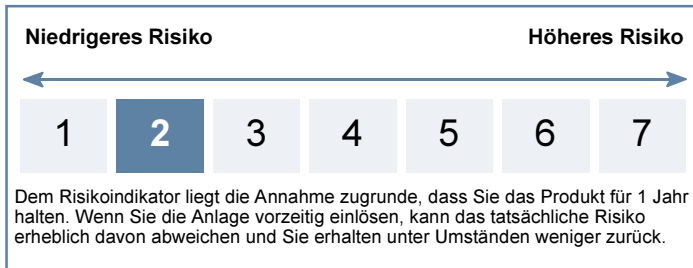 Niedrigeres Risiko Höheres Risiko
1 2 3 4 5 6 7
Dem Risikoindikator liegt die Annahme zugrunde, dass Sie das Produkt für 1 Jahr
halten. Wenn Sie die Anlage vorzeitig einlösen, kann das tatsächliche Risiko
erheblich davon abweichen und Sie erhalten unter Umständen weniger zurück.